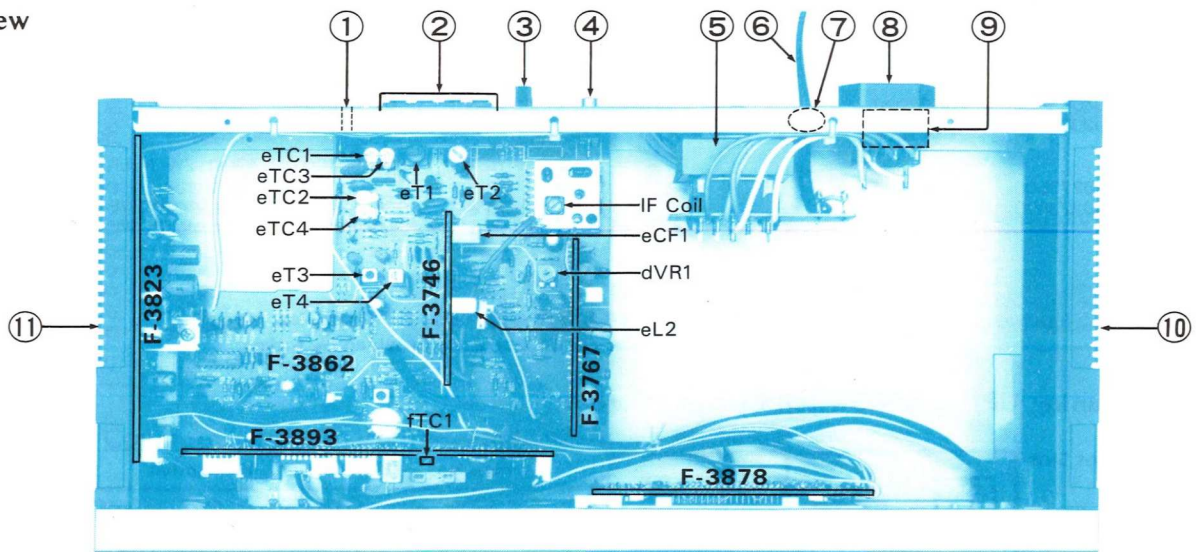 ew
① ② ③ ④ ⑤ ⑥ ⑦ ⑧ ⑨
eTC1
eTC3
eT1
eT2
eTC2
eTC4
IF Coil
eCF1
eT3
dVR1
eT4
eL2
F-3823
F-3746
F-3767
⑪
⑩
F-3862
F-3893
fTC1
F-3878